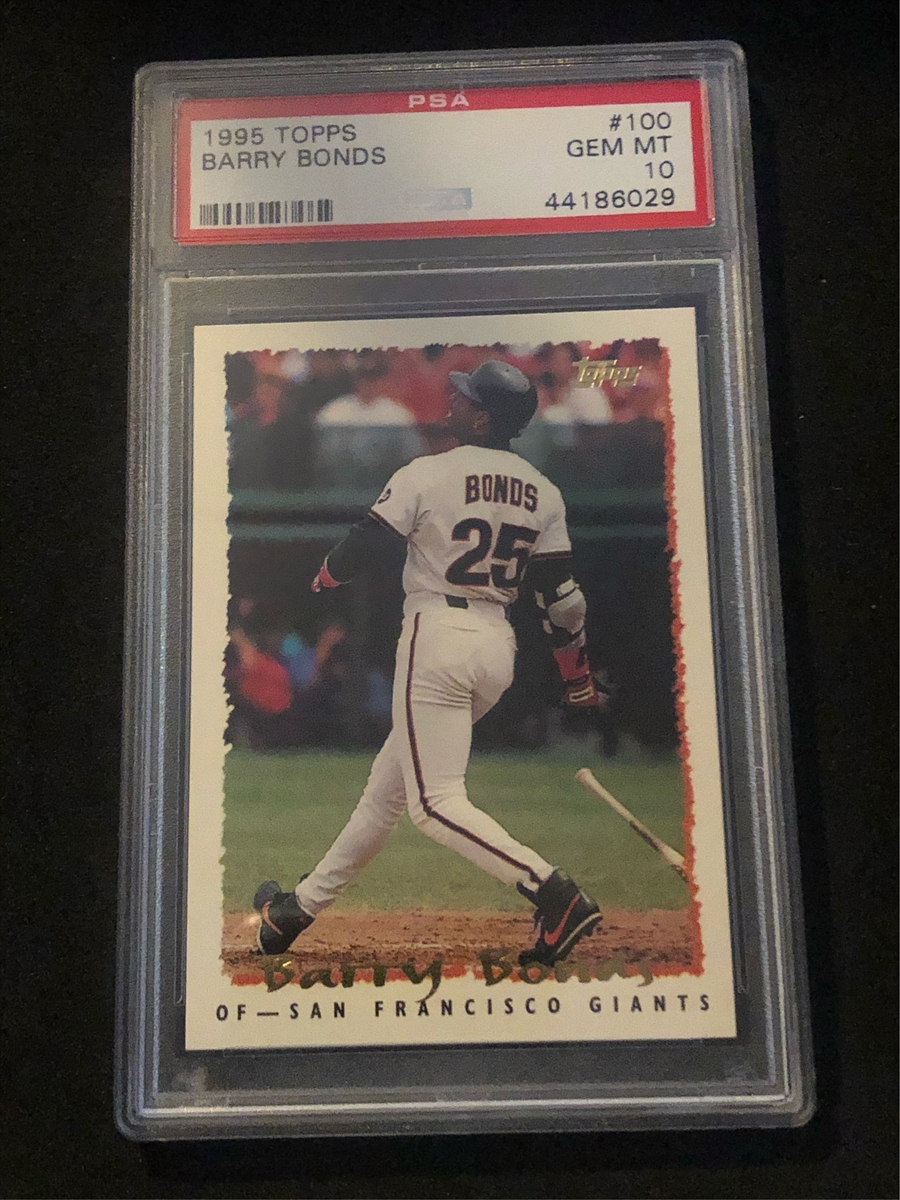 PSA
1995 TOPPS
BARRY BONDS
#100
GEM MT
10
44186029
Topps
BONDS
25
Barry Bonds
OF—SAN FRANCISCO GIANTS